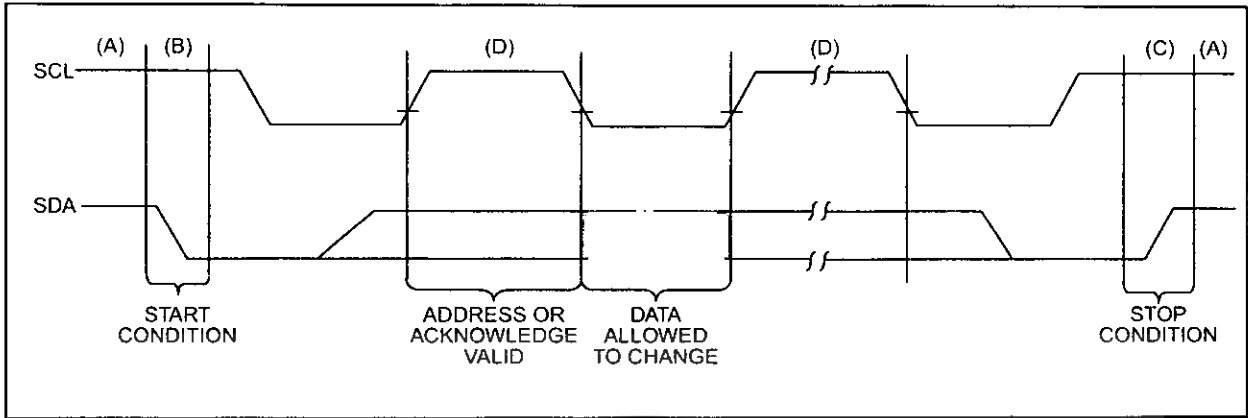 (A) (B) (D) (D) (C) (A)
SCL
SDA
START
CONDITION
ADDRESS OR
ACKNOWLEDGE
VALID
DATA
ALLOWED
TO CHANGE
STOP
CONDITION